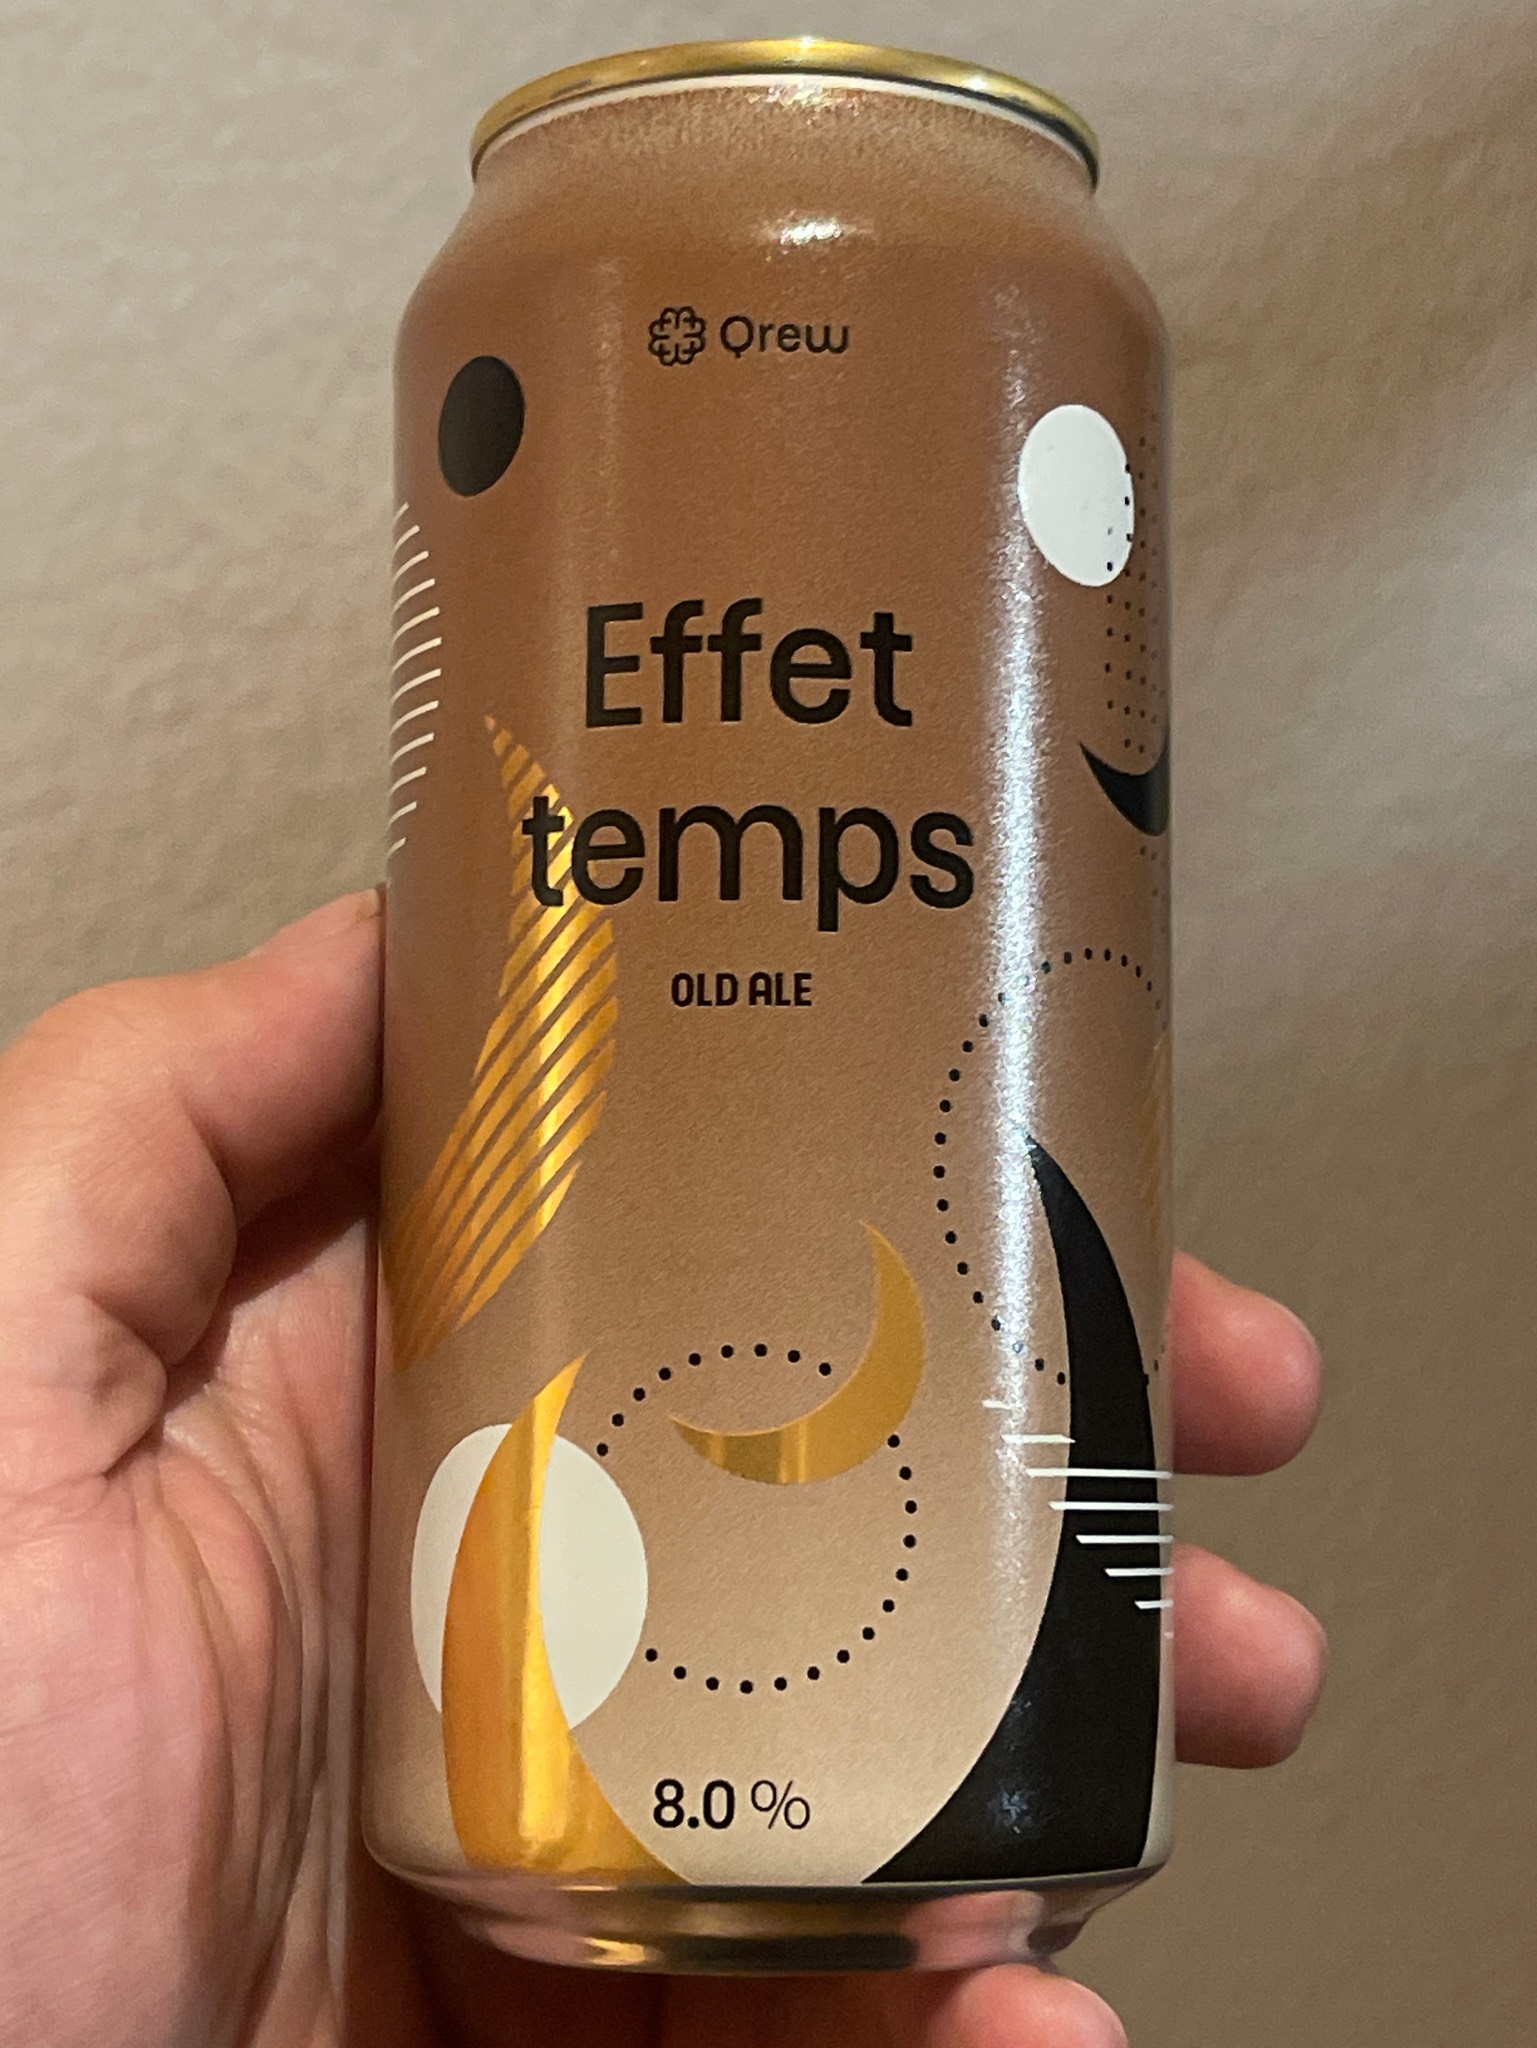 Qrew
Effet
temps
OLD ALE
8.0 %